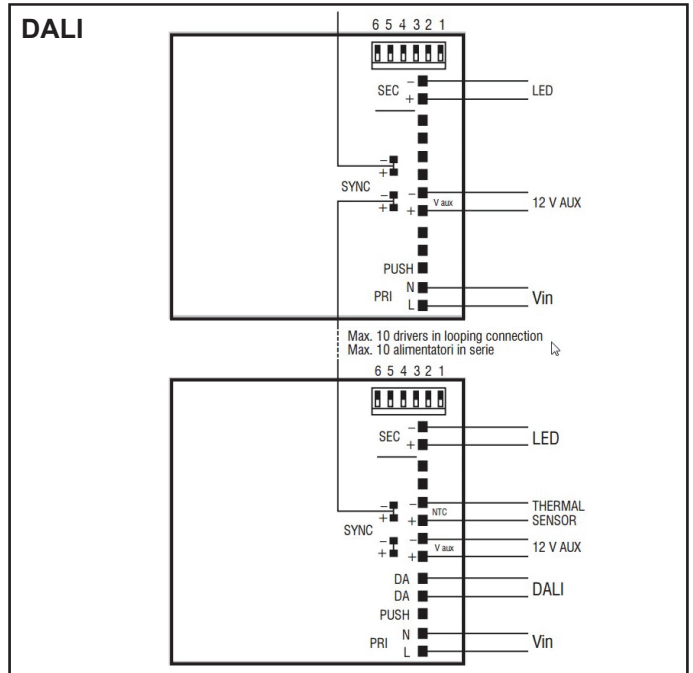 DALI
6 5 4 3 2 1
SEC - +
LED
SYNC - +
- +
- + V aux
12 V AUX
PUSH
PRI N L
Vin
Max. 10 drivers in looping connection
Max. 10 alimentatori in serie
6 5 4 3 2 1
SEC - +
LED
SYNC - +
- +
- + NTC
THERMAL
SENSOR
- + V aux
12 V AUX
DA
DA
DALI
PUSH
PRI N L
Vin